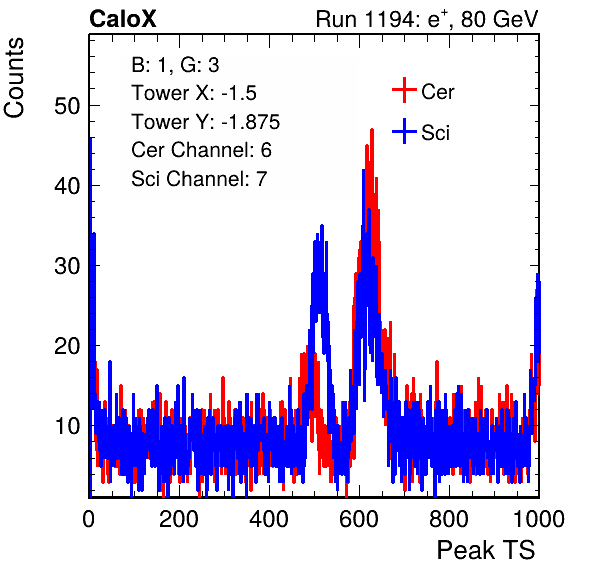 CaloX Run 1194: e+, 80 GeV
Counts
B: 1, G: 3
Tower X: -1.5
Tower Y: -1.875
Cer Channel: 6
Sci Channel: 7
Cer
Sci
50
40
30
20
10
0 200 400 600 800 1000
Peak TS